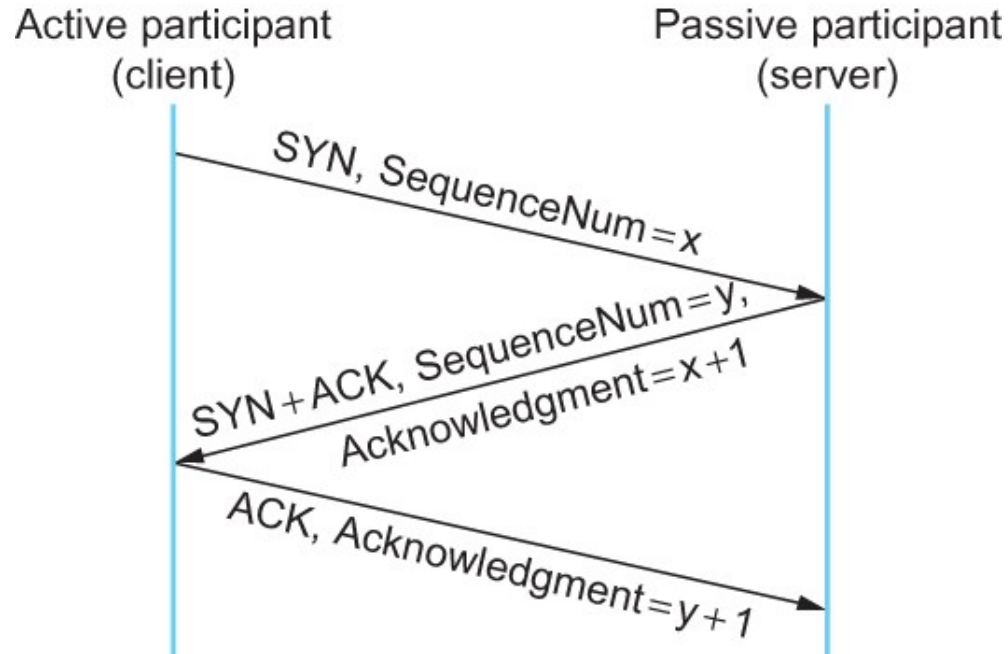 Active participant
(client)
Passive participant
(server)
SYN, SequenceNum=x
SYN+ACK, SequenceNum=y,
Acknowledgment=x+1
ACK, Acknowledgment=y+1